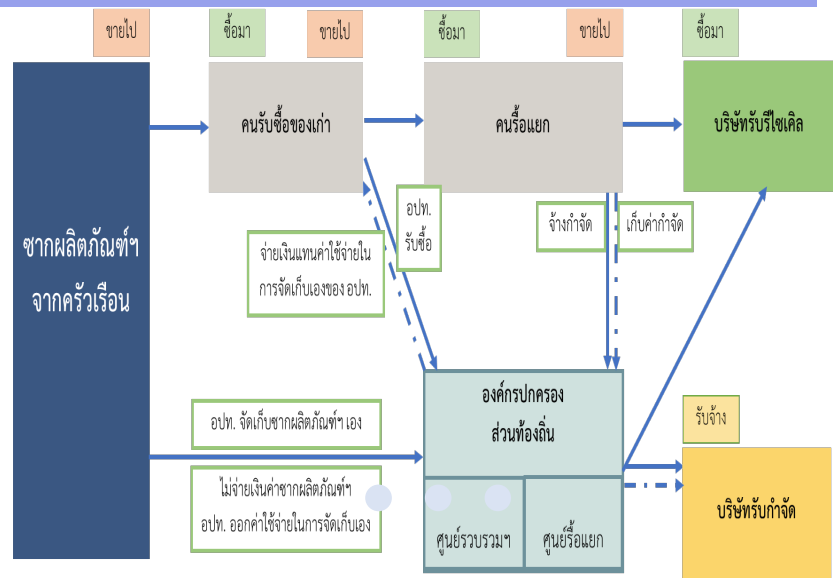 ขายไป
ซื้อมา
ขายไป
ซื้อมา
ขายไป
ซื้อมา
ซากผลิตภัณฑ์ฯ
จากครัวเรือน
คนรับซื้อของเก่า
คนรื้อแยก
บริษัทรับรีไซเคิล
อปท.
รับซื้อ
จ่ายเงินแทนค่าใช้จ่ายใน
การจัดเก็บเองของ อปท.
จ้างกำจัด
เก็บค่ากำจัด
องค์กรปกครอง
ส่วนท้องถิ่น
ศูนย์รวบรวมฯ
ศูนย์รื้อแยก
อปท. จัดเก็บซากผลิตภัณฑ์ฯ เอง
ไม่จ่ายเงินค่าซากผลิตภัณฑ์ฯ
อปท. ออกค่าใช้จ่ายในการจัดเก็บเอง
รับจ้าง
บริษัทรับกำจัด